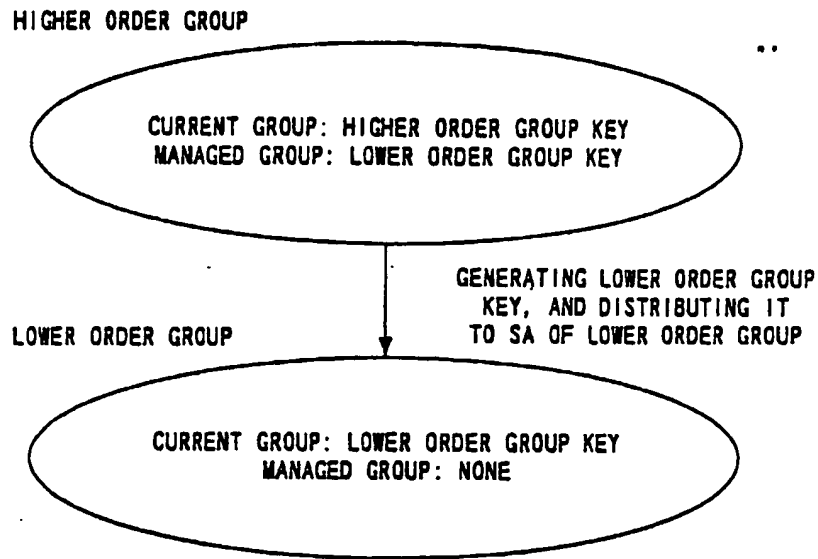 HIGHER ORDER GROUP
CURRENT GROUP: HIGHER ORDER GROUP KEY
MANAGED GROUP: LOWER ORDER GROUP KEY
GENERATING LOWER ORDER GROUP
KEY, AND DISTRIBUTING IT
TO SA OF LOWER ORDER GROUP
LOWER ORDER GROUP
CURRENT GROUP: LOWER ORDER GROUP KEY
MANAGED GROUP: NONE